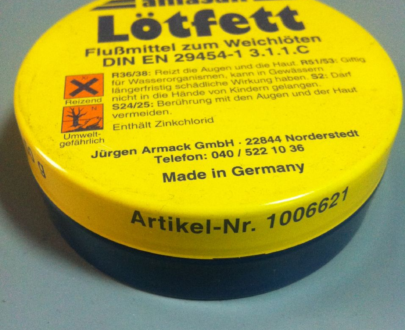 Lötfett
Flußmittel zum Weichlöten
DIN EN 29454-1 3.1.1.C
R36/38: Reizt die Augen und die Haut. R51/53: Giftig
für Wasserorganismen, kann in Gewässern
längerfristig schädliche Wirkung haben. S2: Darf
nicht in die Hände von Kindern gelangen.
S24/25: Berührung mit den Augen und der Haut
vermeiden.
Reizend
Umwelt-
gefährlich
Enthält Zinkchlorid
Jürgen Armack GmbH · 22844 Norderstedt
Telefon: 040 / 522 10 36
Made in Germany
Artikel-Nr. 1006621